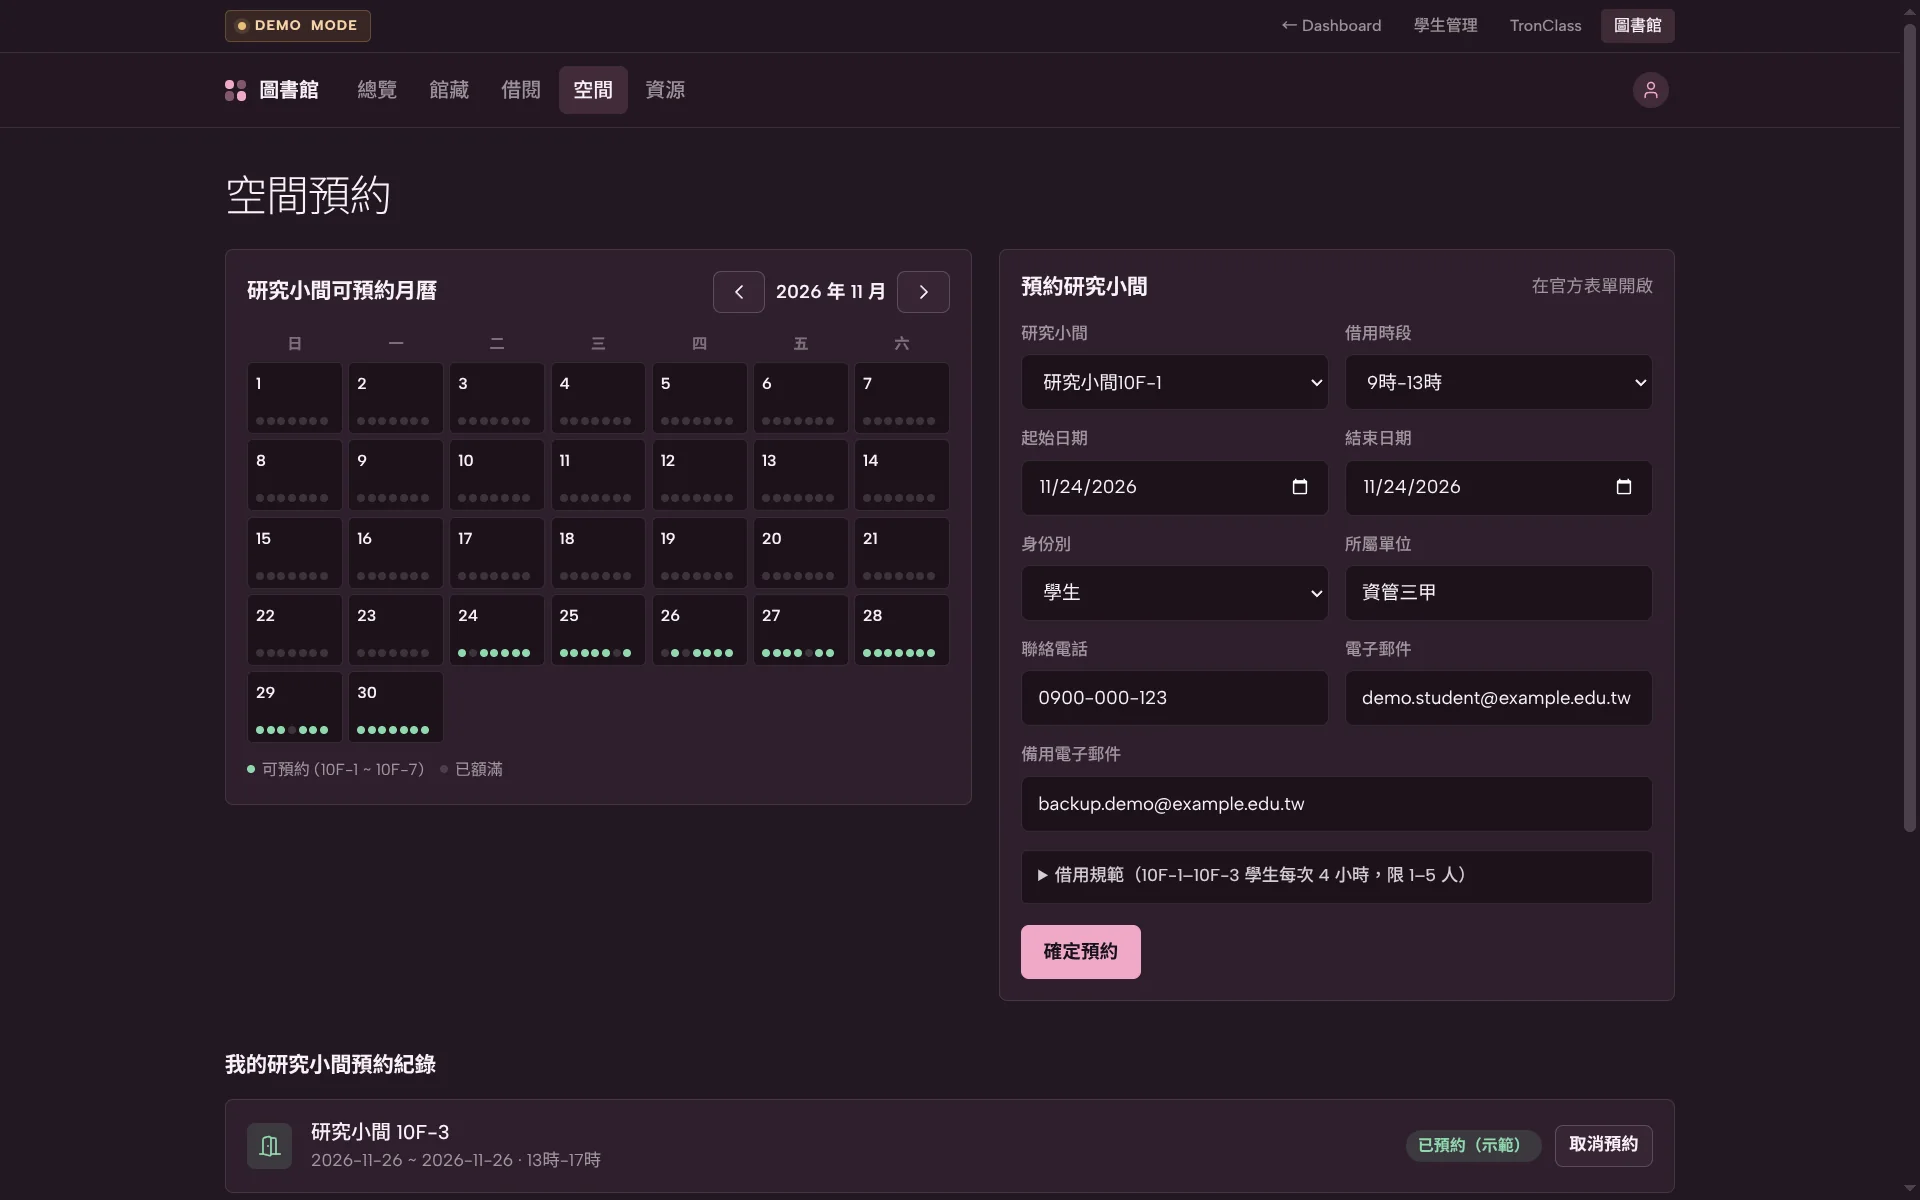 DEMO MODE
← Dashboard 學生管理 TronClass 圖書館
圖書館 總覽 館藏 借閱 空間 資源
空間預約
研究小間可預約月曆
2026 年 11 月
日 一 二 三 四 五 六
1 2 3 4 5 6 7
8 9 10 11 12 13 14
15 16 17 18 19 20 21
22 23 24 25 26 27 28
29 30
可預約 (10F-1 ~ 10F-7) 已額滿
預約研究小間 在官方表單開啟
研究小間 借用時段
研究小間10F-1 9時-13時
起始日期 結束日期
11/24/2026 11/24/2026
身份別 所屬單位
學生 資管三甲
聯絡電話 電子郵件
0900-000-123 demo.student@example.edu.tw
備用電子郵件
backup.demo@example.edu.tw
▶ 借用規範（10F-1–10F-3 學生每次 4 小時，限 1–5 人）
確定預約
我的研究小間預約紀錄
研究小間 10F-3
2026-11-26 ~ 2026-11-26 · 13時-17時
已預約（示範） 取消預約